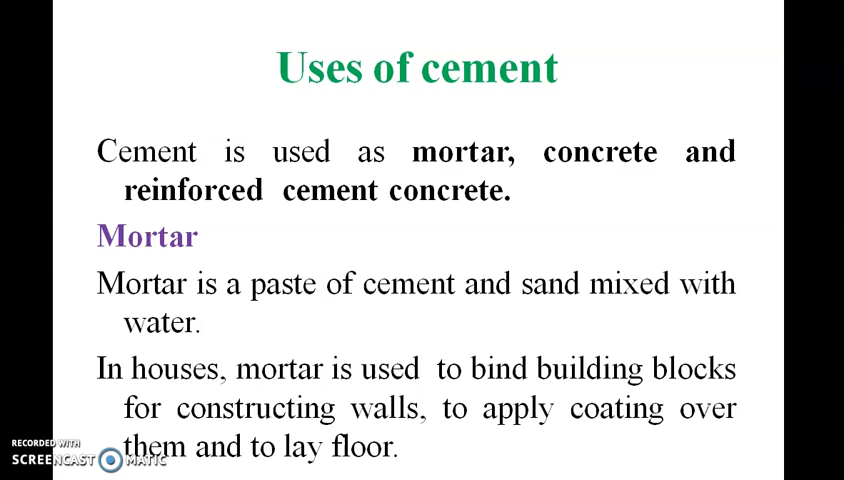 Uses of cement
Cement is used as mortar, concrete and
reinforced cement concrete.
Mortar
Mortar is a paste of cement and sand mixed with
water.
In houses, mortar is used to bind building blocks
for constructing walls, to apply coating over
them and to lay floor.
RECORDED WITH
SCREENCAST MATIC